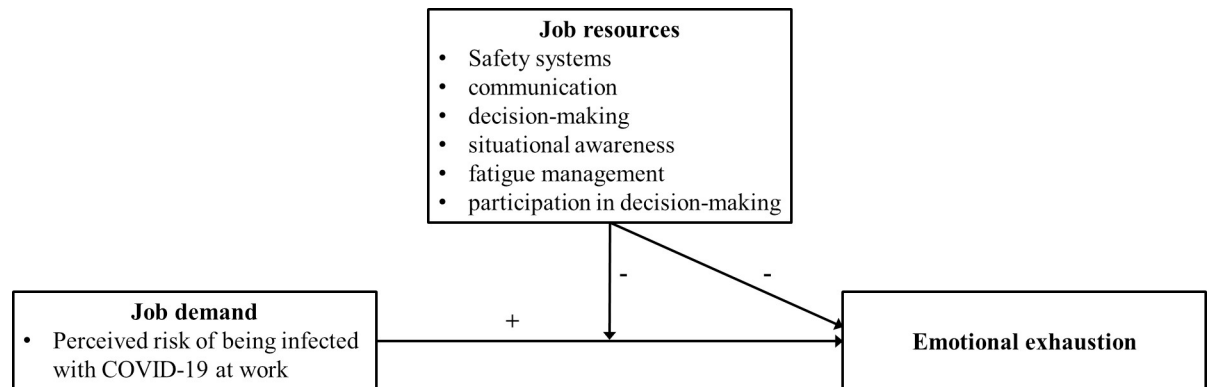 Job resources
• Safety systems
• communication
• decision-making
• situational awareness
• fatigue management
• participation in decision-making
-
-
Job demand
• Perceived risk of being infected
with COVID-19 at work
+
Emotional exhaustion